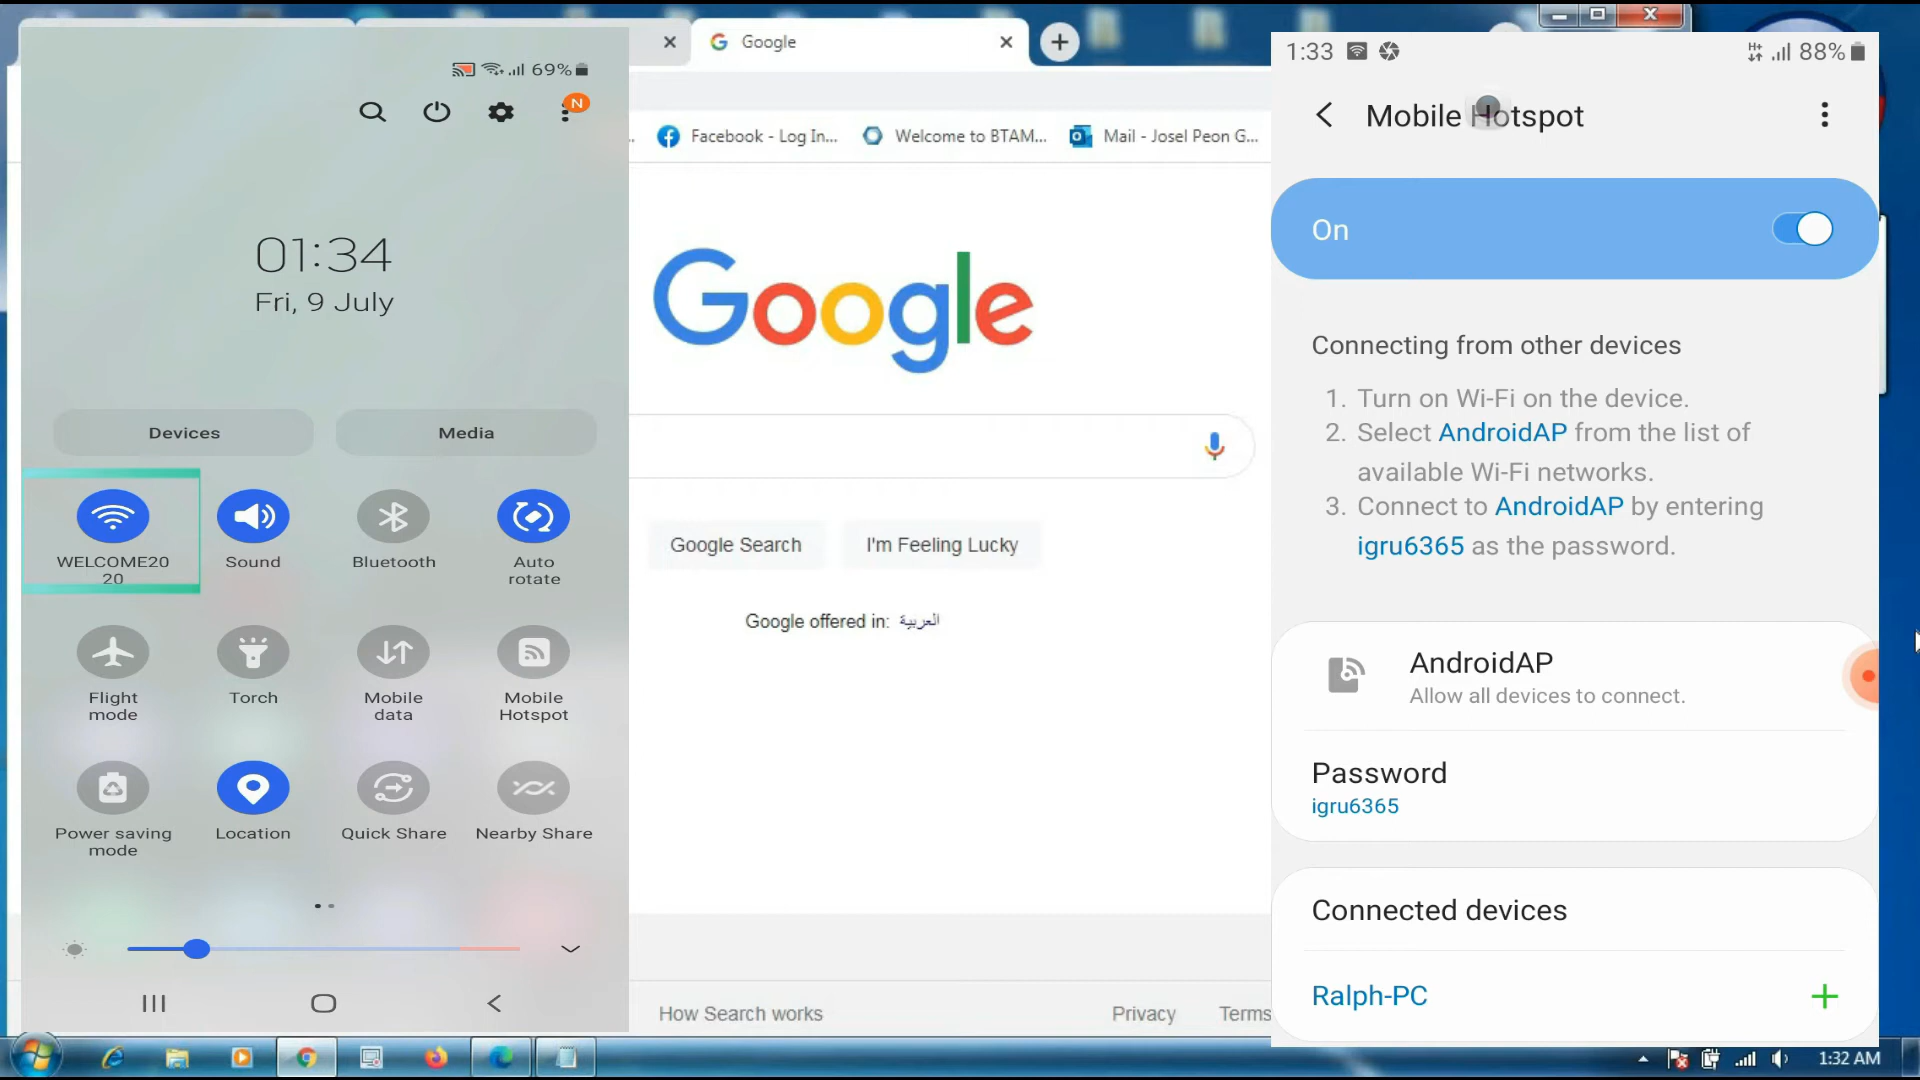 Google
69%
N
01:34
Fri, 9 July
Devices
Media
WELCOME20
20
Sound
Bluetooth
Auto
rotate
Flight
mode
Torch
Mobile
data
Mobile
Hotspot
Power saving
mode
Location
Quick Share
Nearby Share
Facebook - Log In...
Welcome to BTAM...
Mail - Josel Peon G...
Google
Google Search
I'm Feeling Lucky
Google offered in: العربية
How Search works
Privacy
Terms
1:33
H+
88%
Mobile Hotspot
On
Connecting from other devices
1. Turn on Wi-Fi on the device.
2. Select AndroidAP from the list of
available Wi-Fi networks.
3. Connect to AndroidAP by entering
igru6365 as the password.
AndroidAP
Allow all devices to connect.
Password
igru6365
Connected devices
Ralph-PC
1:32 AM